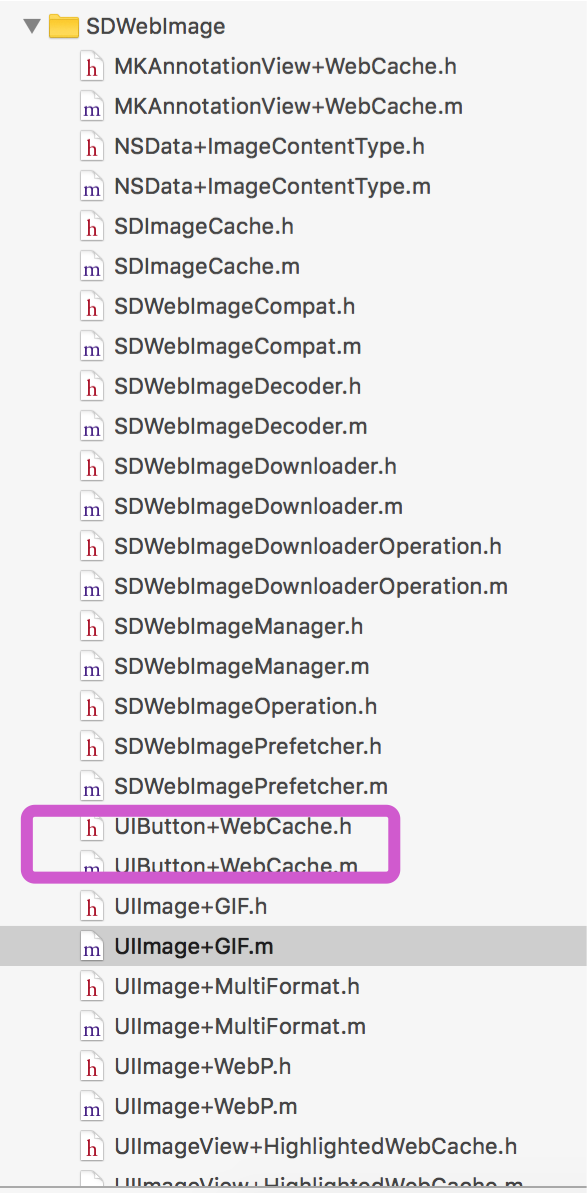 SDWebImage
h MKAnnotationView+WebCache.h
m MKAnnotationView+WebCache.m
h NSData+ImageContentType.h
m NSData+ImageContentType.m
h SDImageCache.h
m SDImageCache.m
h SDWebImageCompat.h
m SDWebImageCompat.m
h SDWebImageDecoder.h
m SDWebImageDecoder.m
h SDWebImageDownloader.h
m SDWebImageDownloader.m
h SDWebImageDownloaderOperation.h
m SDWebImageDownloaderOperation.m
h SDWebImageManager.h
m SDWebImageManager.m
h SDWebImageOperation.h
h SDWebImagePrefetcher.h
m SDWebImagePrefetcher.m
h UIButton+WebCache.h
m UIButton+WebCache.m
h UIImage+GIF.h
m UIImage+GIF.m
h UIImage+MultiFormat.h
m UIImage+MultiFormat.m
h UIImage+WebP.h
m UIImage+WebP.m
h UIImageView+HighlightedWebCache.h
UIImageView+HighlightedWebCache.m